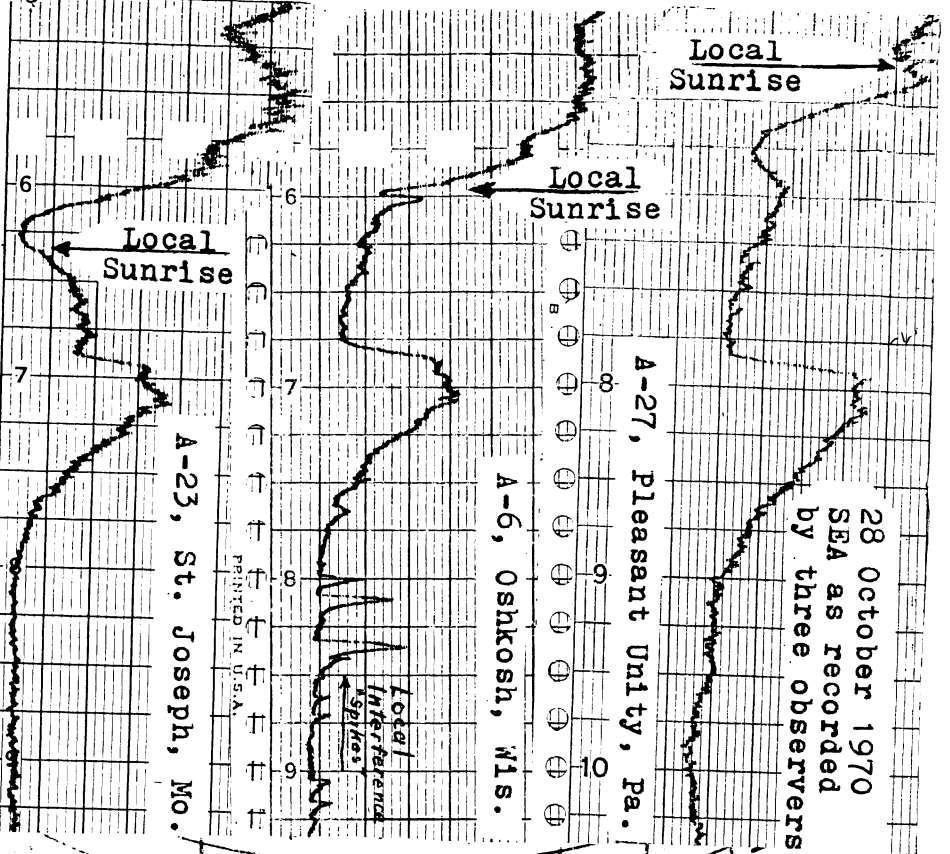 Local
Sunrise
Local
Sunrise
Local
Sunrise
6
7
6
7
8
9
8
9
10
28 October 1970
SEA as recorded
by three observers
A-27, Pleasant Unity, Pa.
A-6, Oshkosh, Wis.
A-23, St. Joseph, Mo.
Local
Interference
"Spikes"
PRINTED IN U.S.A.
B